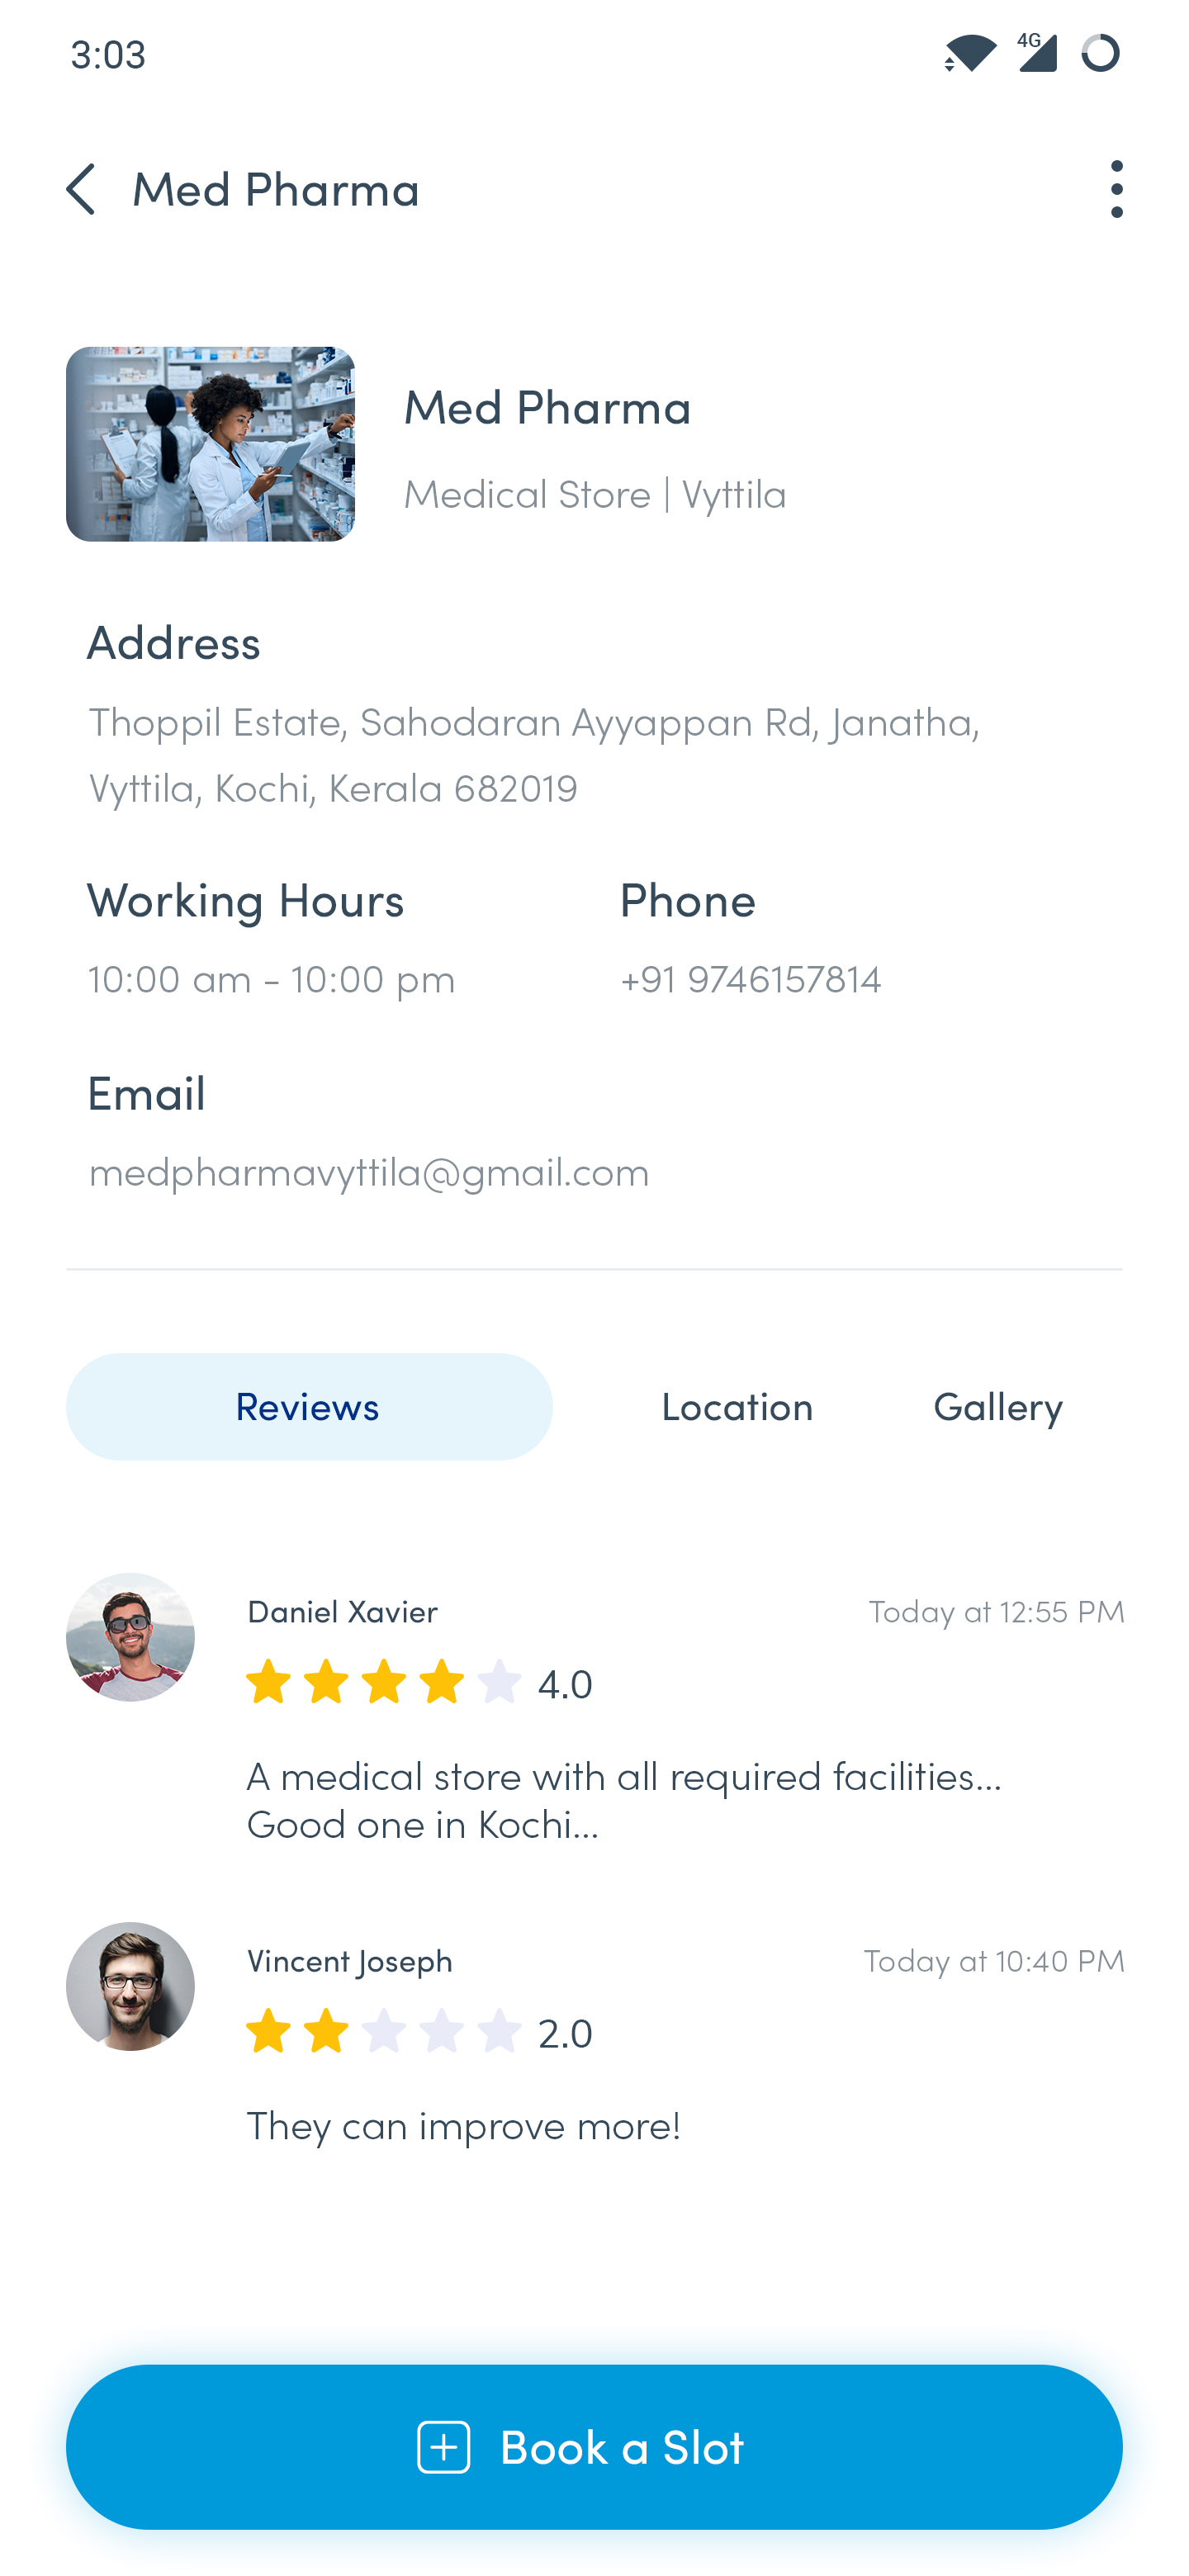 3:03
4G
Med Pharma
Med Pharma
Medical Store | Vyttila
Address
Thoppil Estate, Sahodaran Ayyappan Rd, Janatha,
Vyttila, Kochi, Kerala 682019
Working Hours
Phone
10:00 am - 10:00 pm
+91 9746157814
Email
medpharmavyttila@gmail.com
Reviews
Location
Gallery
Daniel Xavier
Today at 12:55 PM
4.0
A medical store with all required facilities...
Good one in Kochi...
Vincent Joseph
Today at 10:40 PM
2.0
They can improve more!
Book a Slot